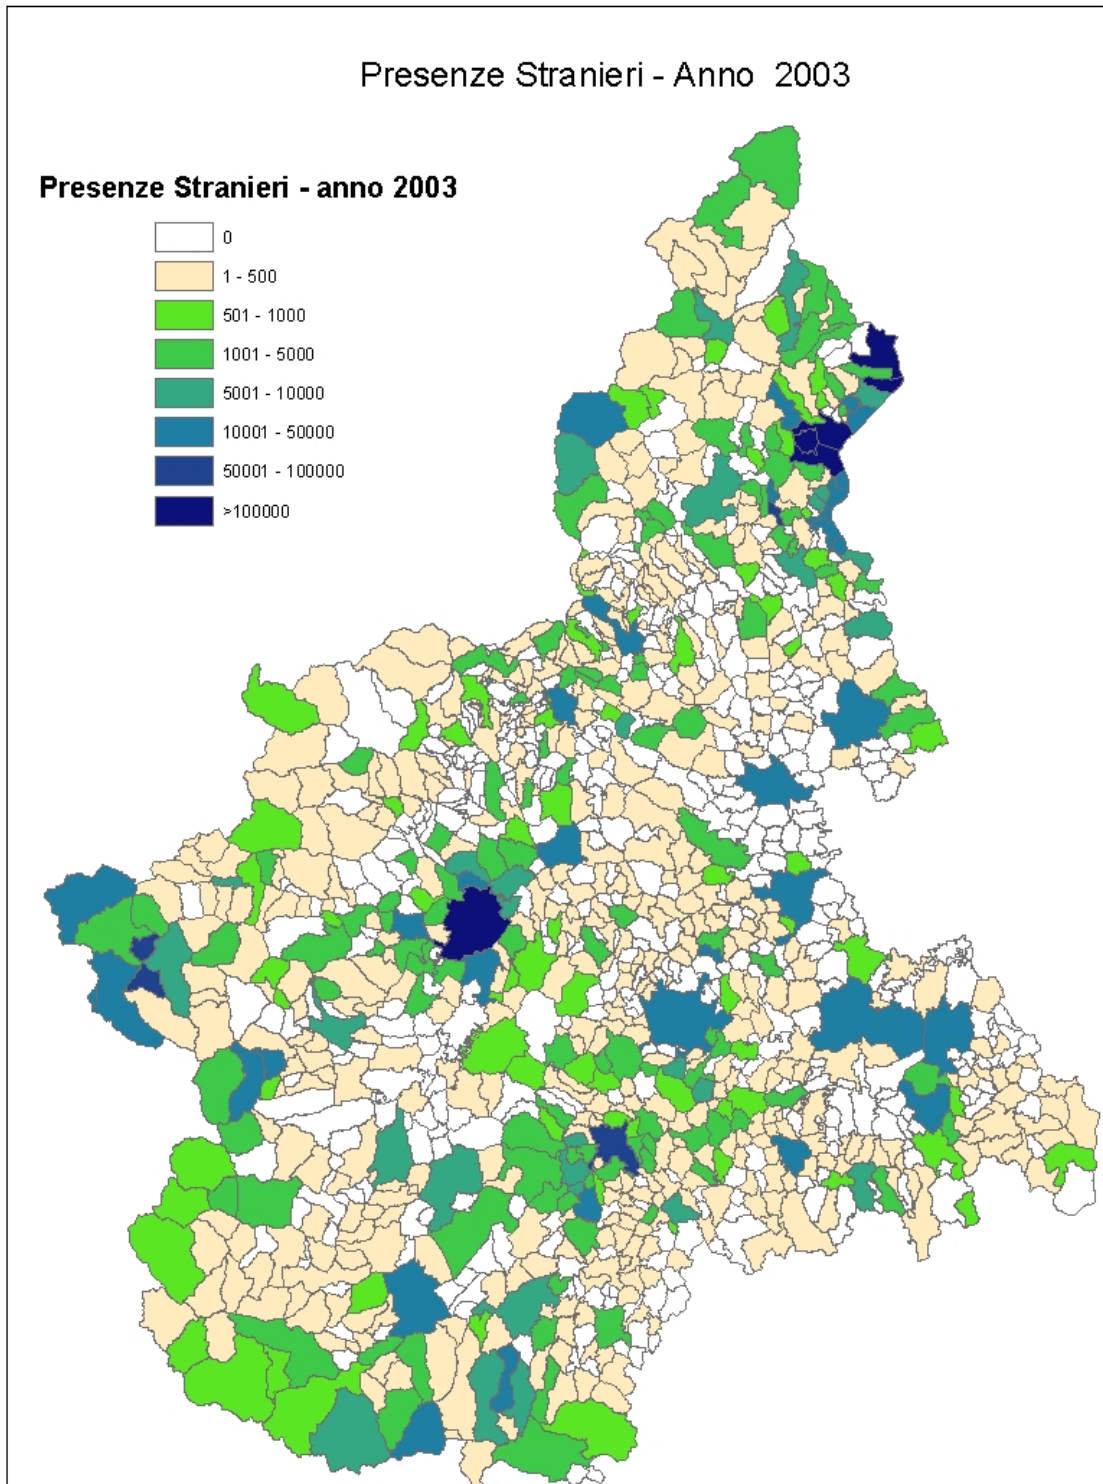 Presenze Stranieri - Anno 2003
Presenze Stranieri - anno 2003
0
1 - 500
501 - 1000
1001 - 5000
5001 - 10000
10001 - 50000
50001 - 100000
>100000